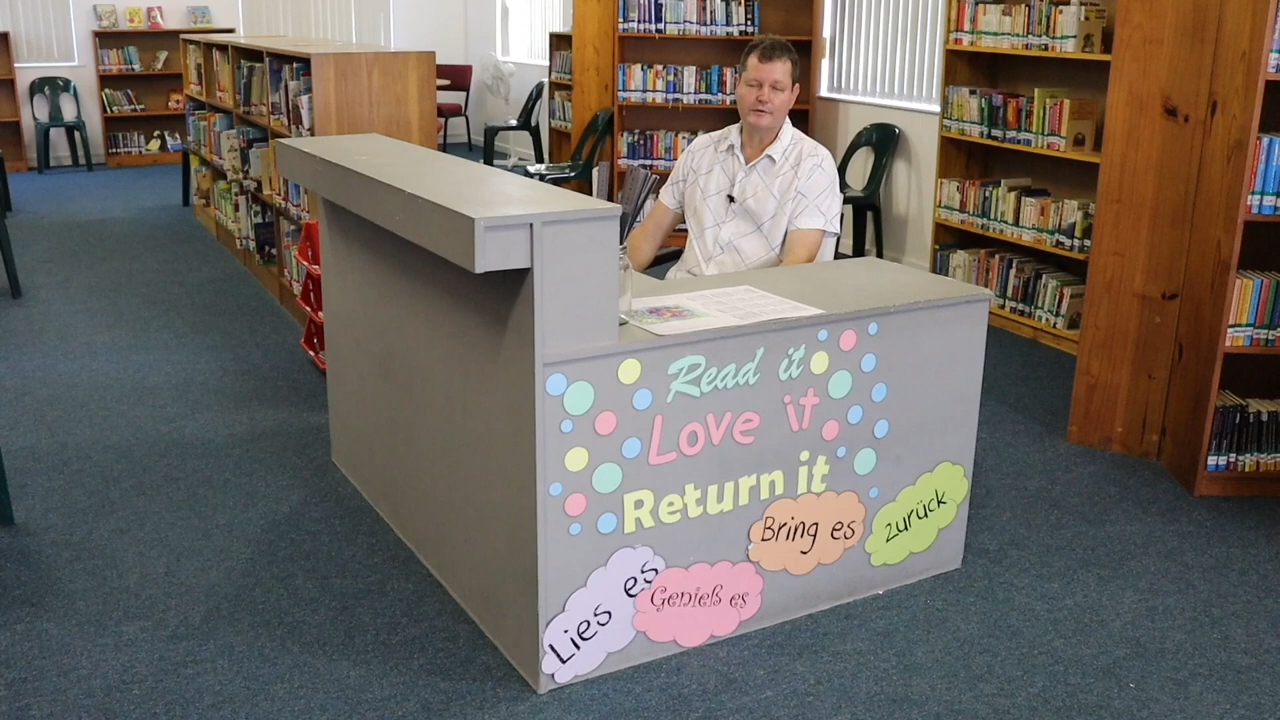 Read it
Love it
Return it
Bring es zurück
Lies es
Genieß es